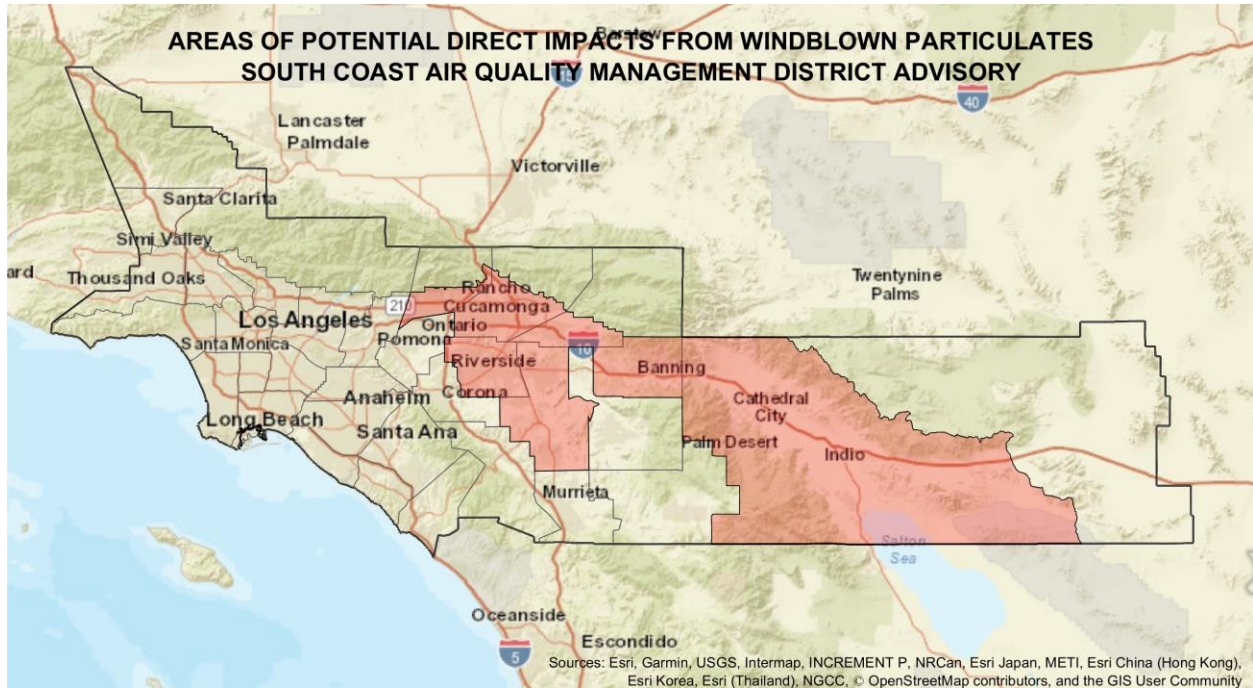 AREAS OF POTENTIAL DIRECT IMPACTS FROM WINDBLOWN PARTICULATES
SOUTH COAST AIR QUALITY MANAGEMENT DISTRICT ADVISORY
Barstow
15
40
Lancaster
Palmdale
Victorville
Santa Clarita
Simi Valley
ard
Thousand Oaks
Twentynine
Palms
210
Rancho
Cucamonga
Los Angeles
Ontario
Pomona
Santa Monica
10
Riverside
Banning
Corona
Anaheim
Cathedral
City
Long Beach
Santa Ana
Palm Desert
Indio
Murrieta
Salton
Sea
Oceanside
Escondido
5
Sources: Esri, Garmin, USGS, Intermap, INCREMENT P, NRCan, Esri Japan, METI, Esri China (Hong Kong),
Esri Korea, Esri (Thailand), NGCC, © OpenStreetMap contributors, and the GIS User Community